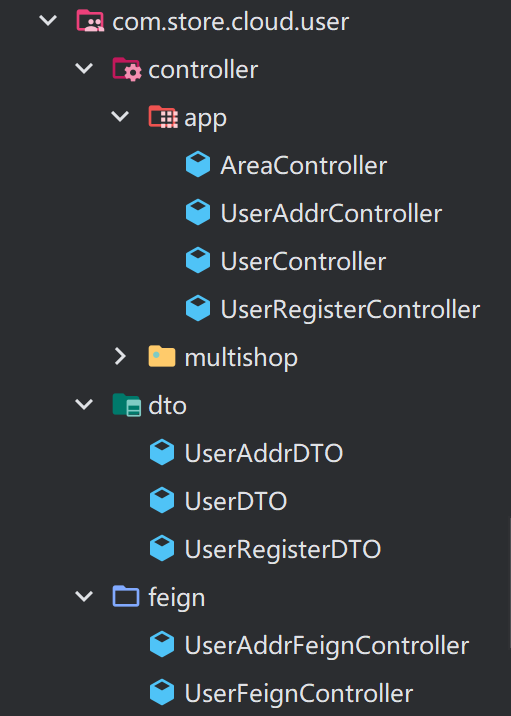 com.store.cloud.user
controller
app
AreaController
UserAddrController
UserController
UserRegisterController
multishop
dto
UserAddrDTO
UserDTO
UserRegisterDTO
feign
UserAddrFeignController
UserFeignController